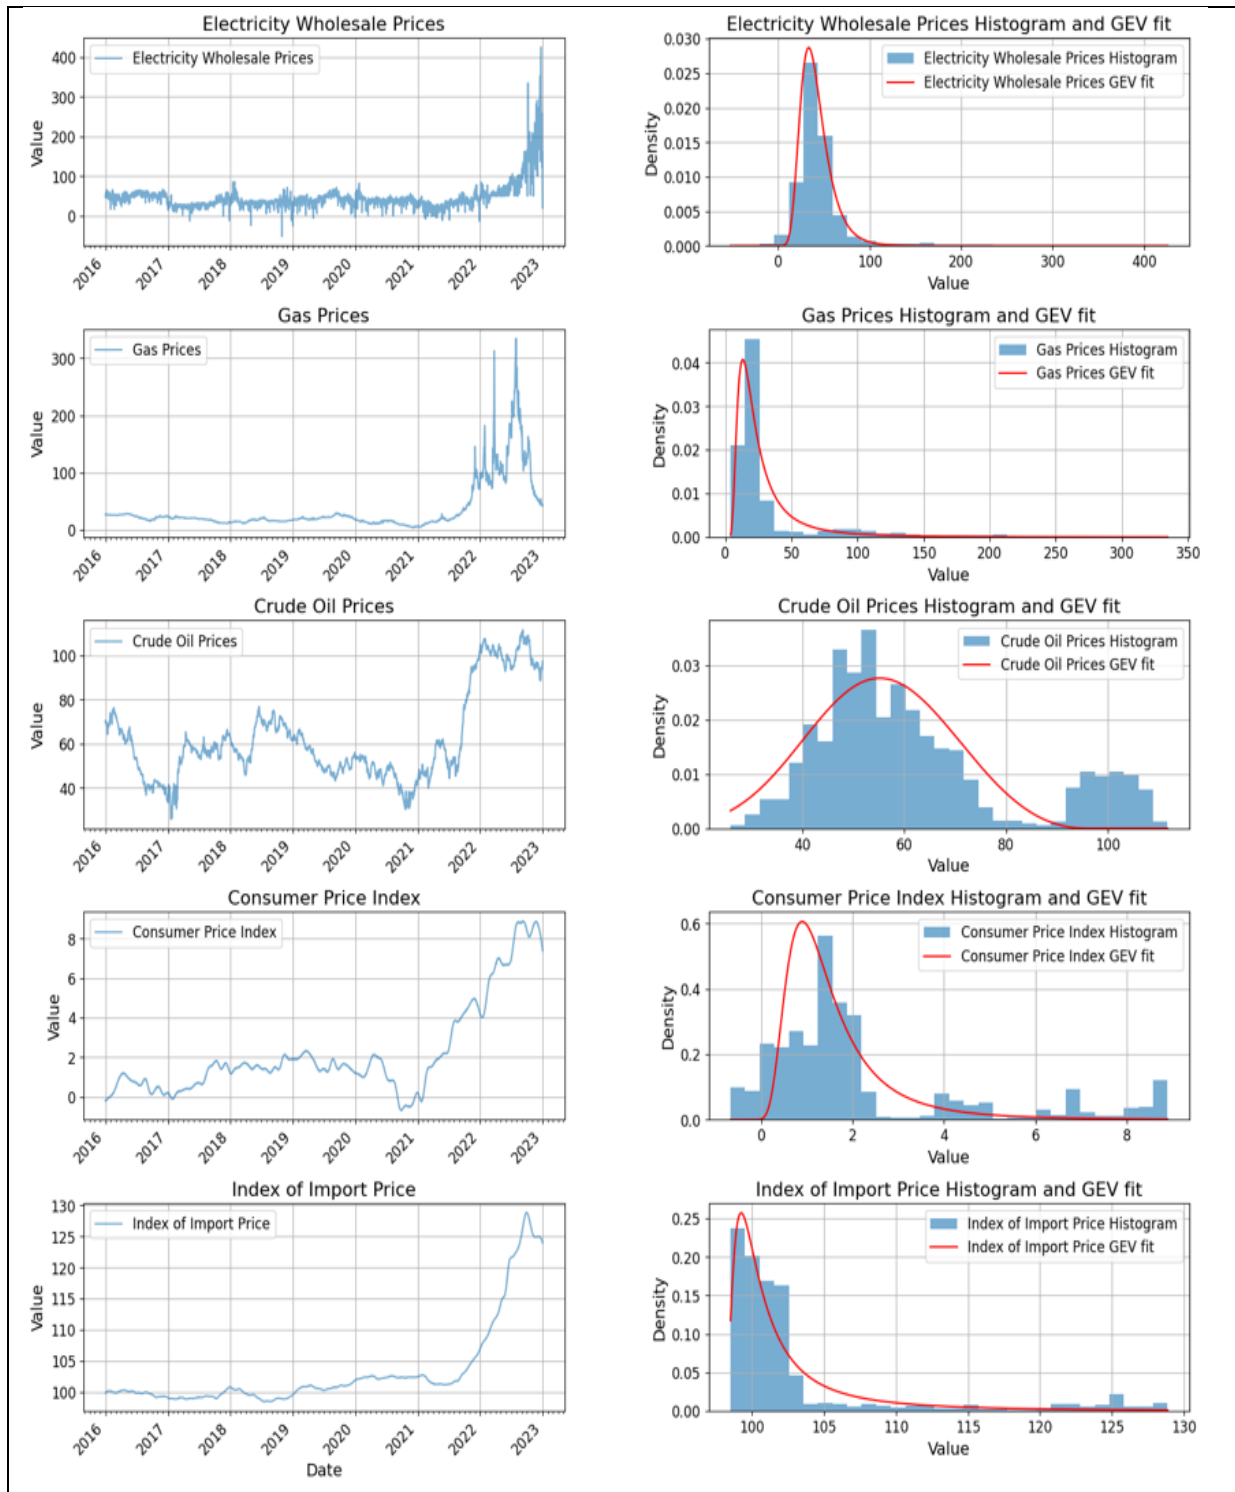 Electricity Wholesale Prices
Electricity Wholesale Prices
Value
400
300
200
100
0
2016
2017
2018
2019
2020
2021
2022
2023
Electricity Wholesale Prices Histogram and GEV fit
Electricity Wholesale Prices Histogram
Electricity Wholesale Prices GEV fit
Density
0.030
0.025
0.020
0.015
0.010
0.005
0.000
0
100
200
300
400
Value
Gas Prices
Gas Prices
Value
300
200
100
0
2016
2017
2018
2019
2020
2021
2022
2023
Gas Prices Histogram and GEV fit
Gas Prices Histogram
Gas Prices GEV fit
Density
0.04
0.03
0.02
0.01
0.00
0
50
100
150
200
250
300
350
Value
Crude Oil Prices
Crude Oil Prices
Value
100
80
60
40
2016
2017
2018
2019
2020
2021
2022
2023
Crude Oil Prices Histogram and GEV fit
Crude Oil Prices Histogram
Crude Oil Prices GEV fit
Density
0.03
0.02
0.01
0.00
40
60
80
100
Value
Consumer Price Index
Consumer Price Index
Value
8
6
4
2
0
2016
2017
2018
2019
2020
2021
2022
2023
Consumer Price Index Histogram and GEV fit
Consumer Price Index Histogram
Consumer Price Index GEV fit
Density
0.6
0.4
0.2
0.0
0
2
4
6
8
Value
Index of Import Price
Index of Import Price
Value
130
125
120
115
110
105
100
2016
2017
2018
2019
2020
2021
2022
2023
Date
Index of Import Price Histogram and GEV fit
Index of Import Price Histogram
Index of Import Price GEV fit
Density
0.25
0.20
0.15
0.10
0.05
0.00
100
105
110
115
120
125
130
Value